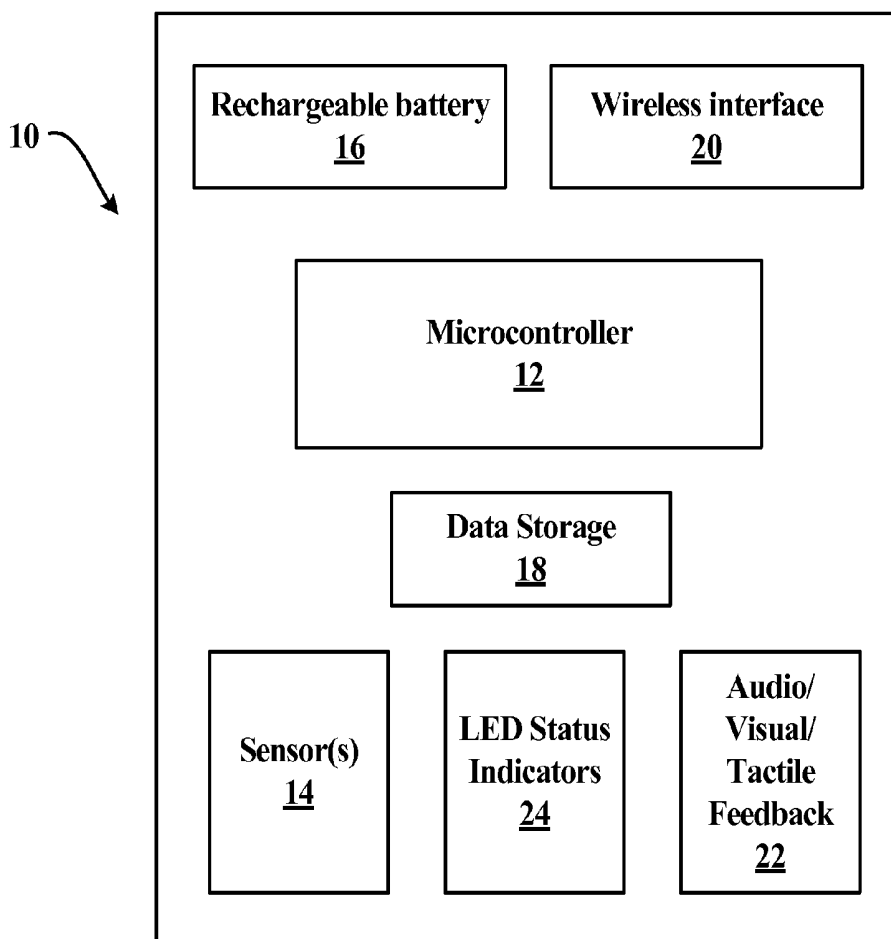 Rechargeable battery
16
Wireless interface
20
10
Microcontroller
12
Data Storage
18
Sensor(s)
14
LED Status
Indicators
24
Audio/
Visual/
Tactile
Feedback
22